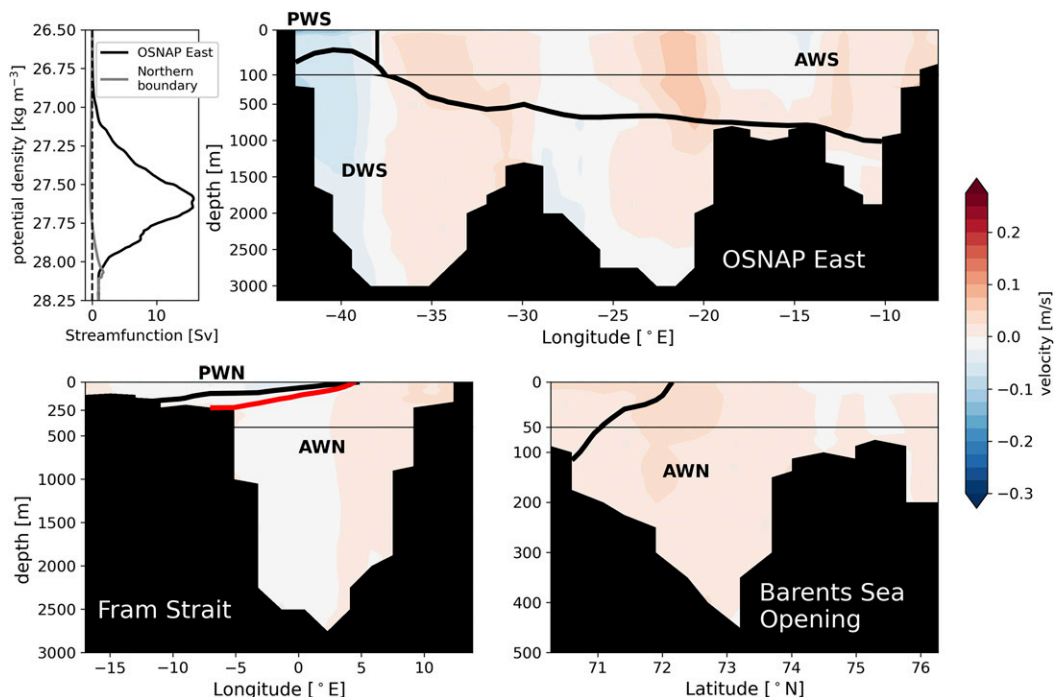 26.50
26.75
27.00
27.25
27.50
27.75
28.00
28.25
potential density [kg m⁻³]
OSNAP East
Northern
boundary
0
10
Streamfunction [Sv]
PWS
AWS
DWS
OSNAP East
0
100
500
1000
1500
2000
3000
depth [m]
−40
−35
−30
−25
−20
−15
−10
Longitude [°E]
0.2
0.1
0.0
−0.1
−0.2
−0.3
velocity [m/s]
PWN
AWN
Fram Strait
0
250
500
1000
1500
2000
2500
3000
depth [m]
−15
−10
−5
0
5
10
Longitude [°E]
AWN
Barents Sea
Opening
0
50
100
200
300
400
500
71
72
73
74
75
76
Latitude [°N]